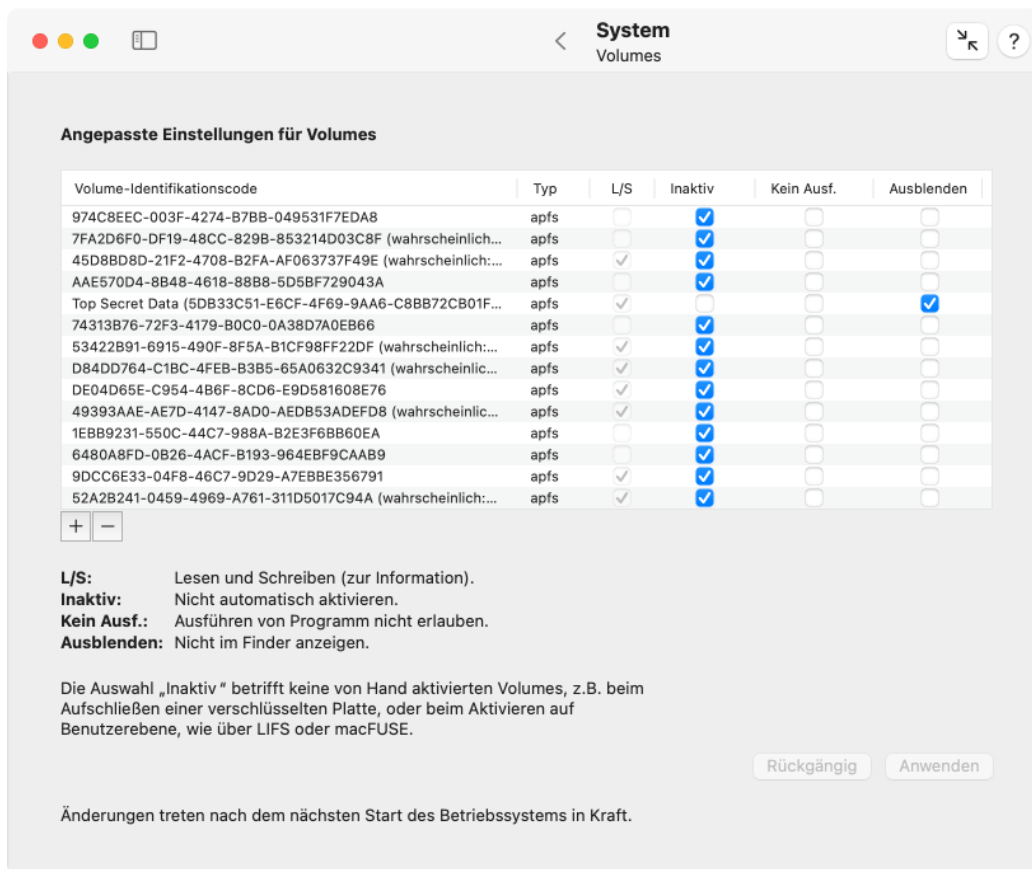 System
Volumes
?
Angepasste Einstellungen für Volumes
Volume-Identifikationscode Typ L/S Inaktiv Kein Ausf. Ausblenden
974C8EEC-003F-4274-B7BB-049531F7EDA8 apfs
7FA2D6F0-DF19-48CC-829B-853214D03C8F (wahrscheinlich... apfs
45D8BD8D-21F2-4708-B2FA-AF063737F49E (wahrscheinlich:... apfs
AAE570D4-8B48-4618-88B8-5D5BF729043A apfs
Top Secret Data (5DB33C51-E6CF-4F69-9AA6-C8BB72CB01F... apfs
74313B76-72F3-4179-B0C0-0A38D7A0EB66 apfs
53422B91-6915-490F-8F5A-B1CF98FF22DF (wahrscheinlich:... apfs
D84DD764-C1BC-4FEB-B3B5-65A0632C9341 (wahrscheinlic... apfs
DE04D65E-C954-4B6F-8CD6-E9D581608E76 apfs
49393AAE-AE7D-4147-8AD0-AEDB53ADEFD8 (wahrscheinlic... apfs
1EBB9231-550C-44C7-988A-B2E3F6BB60EA apfs
6480A8FD-0B26-4ACF-B193-964EBF9CAAB9 apfs
9DCC6E33-04F8-46C7-9D29-A7EBBE356791 apfs
52A2B241-0459-4969-A761-311D5017C94A (wahrscheinlich:... apfs
+ −
L/S: Lesen und Schreiben (zur Information).
Inaktiv: Nicht automatisch aktivieren.
Kein Ausf.: Ausführen von Programm nicht erlauben.
Ausblenden: Nicht im Finder anzeigen.
Die Auswahl „Inaktiv“ betrifft keine von Hand aktivierten Volumes, z.B. beim
Aufschließen einer verschlüsselten Platte, oder beim Aktivieren auf
Benutzerebene, wie über LIFS oder macFUSE.
Rückgängig Anwenden
Änderungen treten nach dem nächsten Start des Betriebssystems in Kraft.